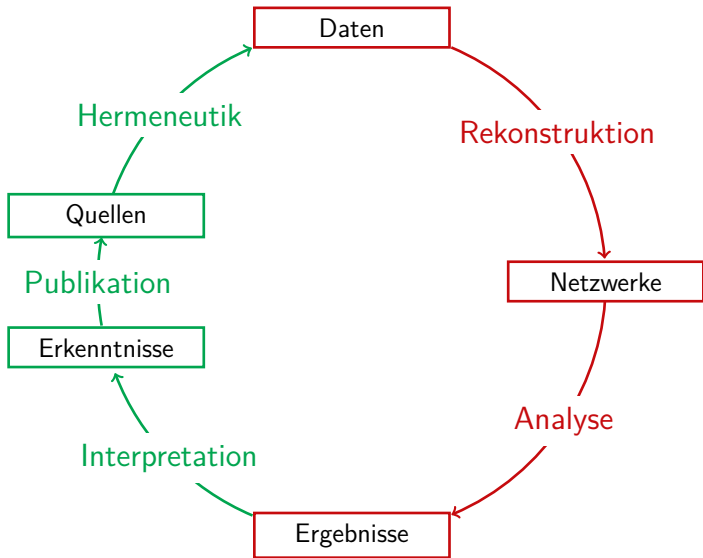 Daten
Hermeneutik
Rekonstruktion
Quellen
Netzwerke
Publikation
Erkenntnisse
Analyse
Interpretation
Ergebnisse